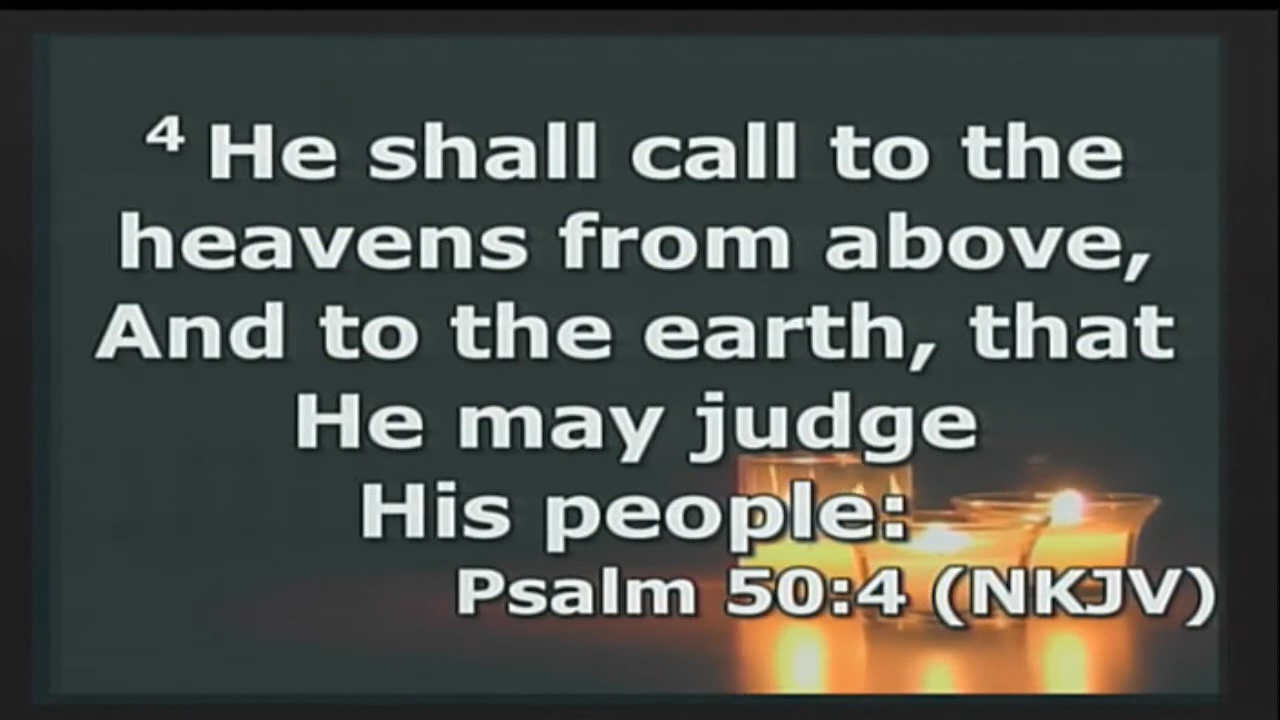 4 He shall call to the
heavens from above,
And to the earth, that
He may judge
His people:
Psalm 50:4 (NKJV)